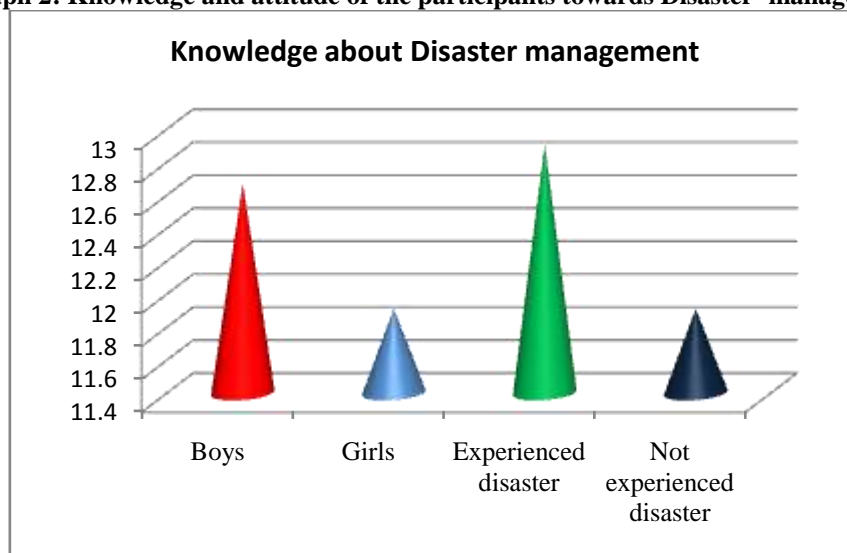 2: Knowledge and attitude of the participants towards Disaster
Knowledge about Disaster management
13
12.8
12.6
12.4
12.2
12
11.8
11.6
11.4
Boys
Girls
Experienced
disaster
Not
experienced
disaster